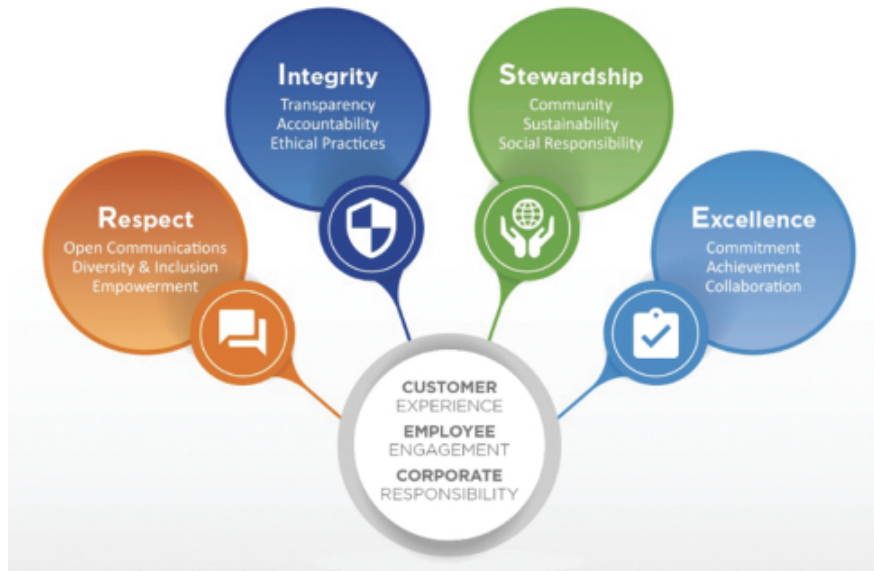 Respect
Open Communications
Diversity & Inclusion
Empowerment
Integrity
Transparency
Accountability
Ethical Practices
Stewardship
Community
Sustainability
Social Responsibility
Excellence
Commitment
Achievement
Collaboration
CUSTOMER
EXPERIENCE
EMPLOYEE
ENGAGEMENT
CORPORATE
RESPONSIBILITY